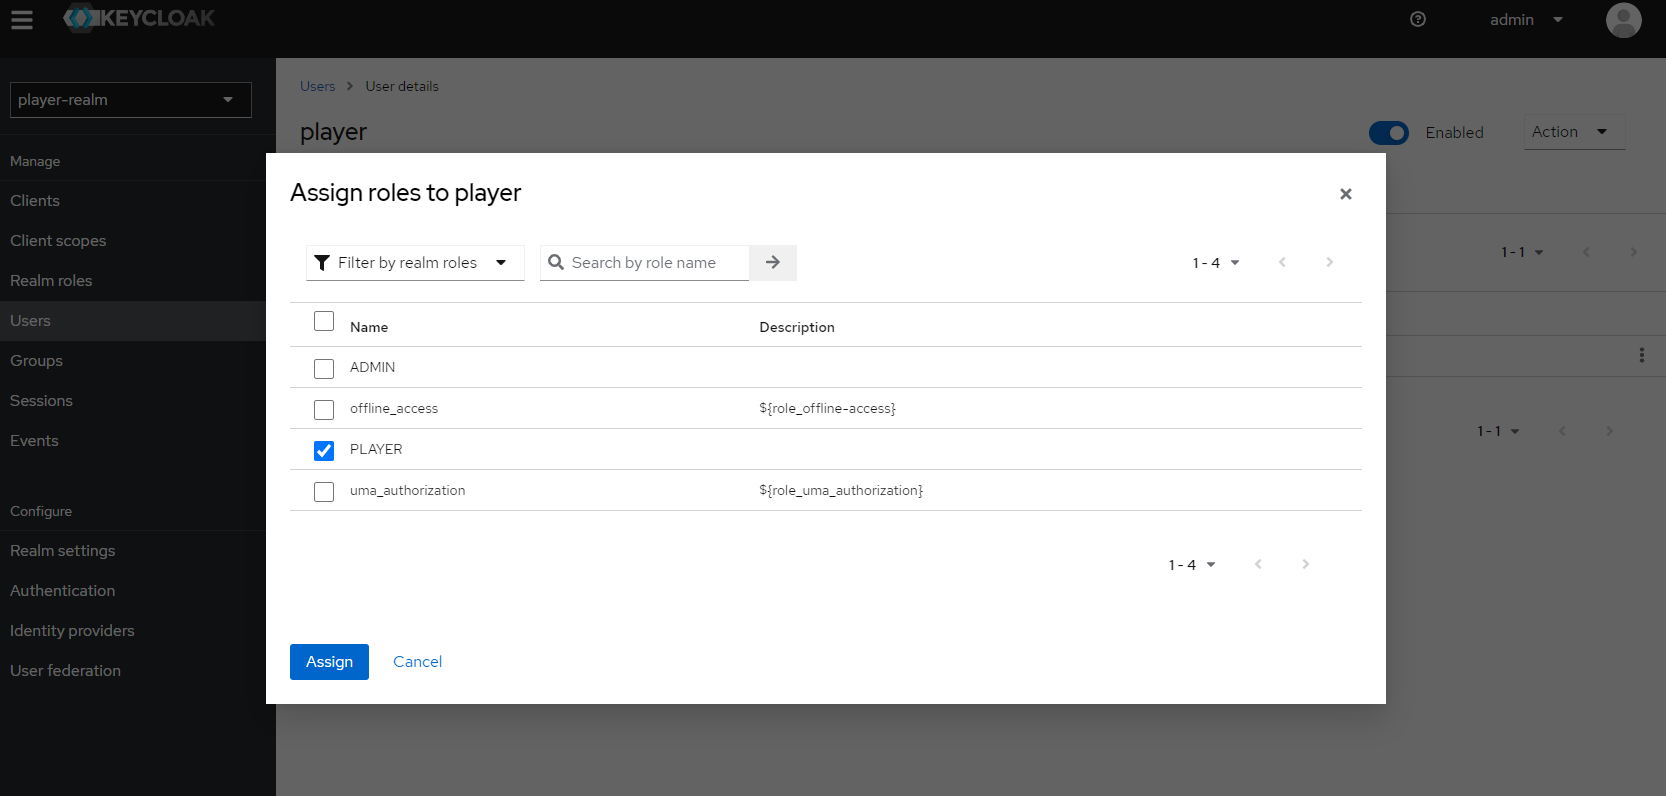 KEYCLOAK
admin
player-realm
Manage
Clients
Client scopes
Realm roles
Users
Groups
Sessions
Events
Configure
Realm settings
Authentication
Identity providers
User federation
Users > User details
player
Enabled
Action
1 - 1
1 - 1
Assign roles to player
Filter by realm roles
Search by role name
1 - 4
Name Description
ADMIN
offline_access ${role_offline-access}
PLAYER
uma_authorization ${role_uma_authorization}
1 - 4
Assign Cancel